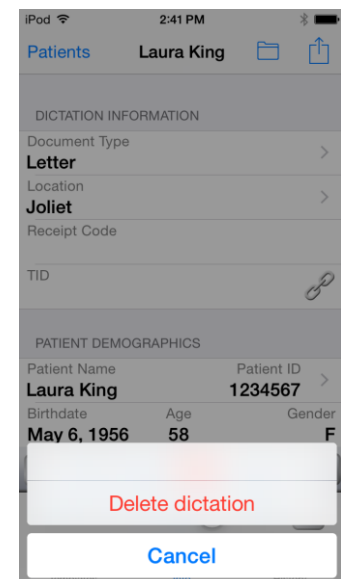 iPod 2:41 PM
Patients Laura King
DICTATION INFORMATION
Document Type
Letter
Location
Joliet
Receipt Code
TID
PATIENT DEMOGRAPHICS
Patient Name Patient ID
Laura King 1234567
Birthdate Age Gender
May 6, 1956 58 F
Delete dictation
Cancel